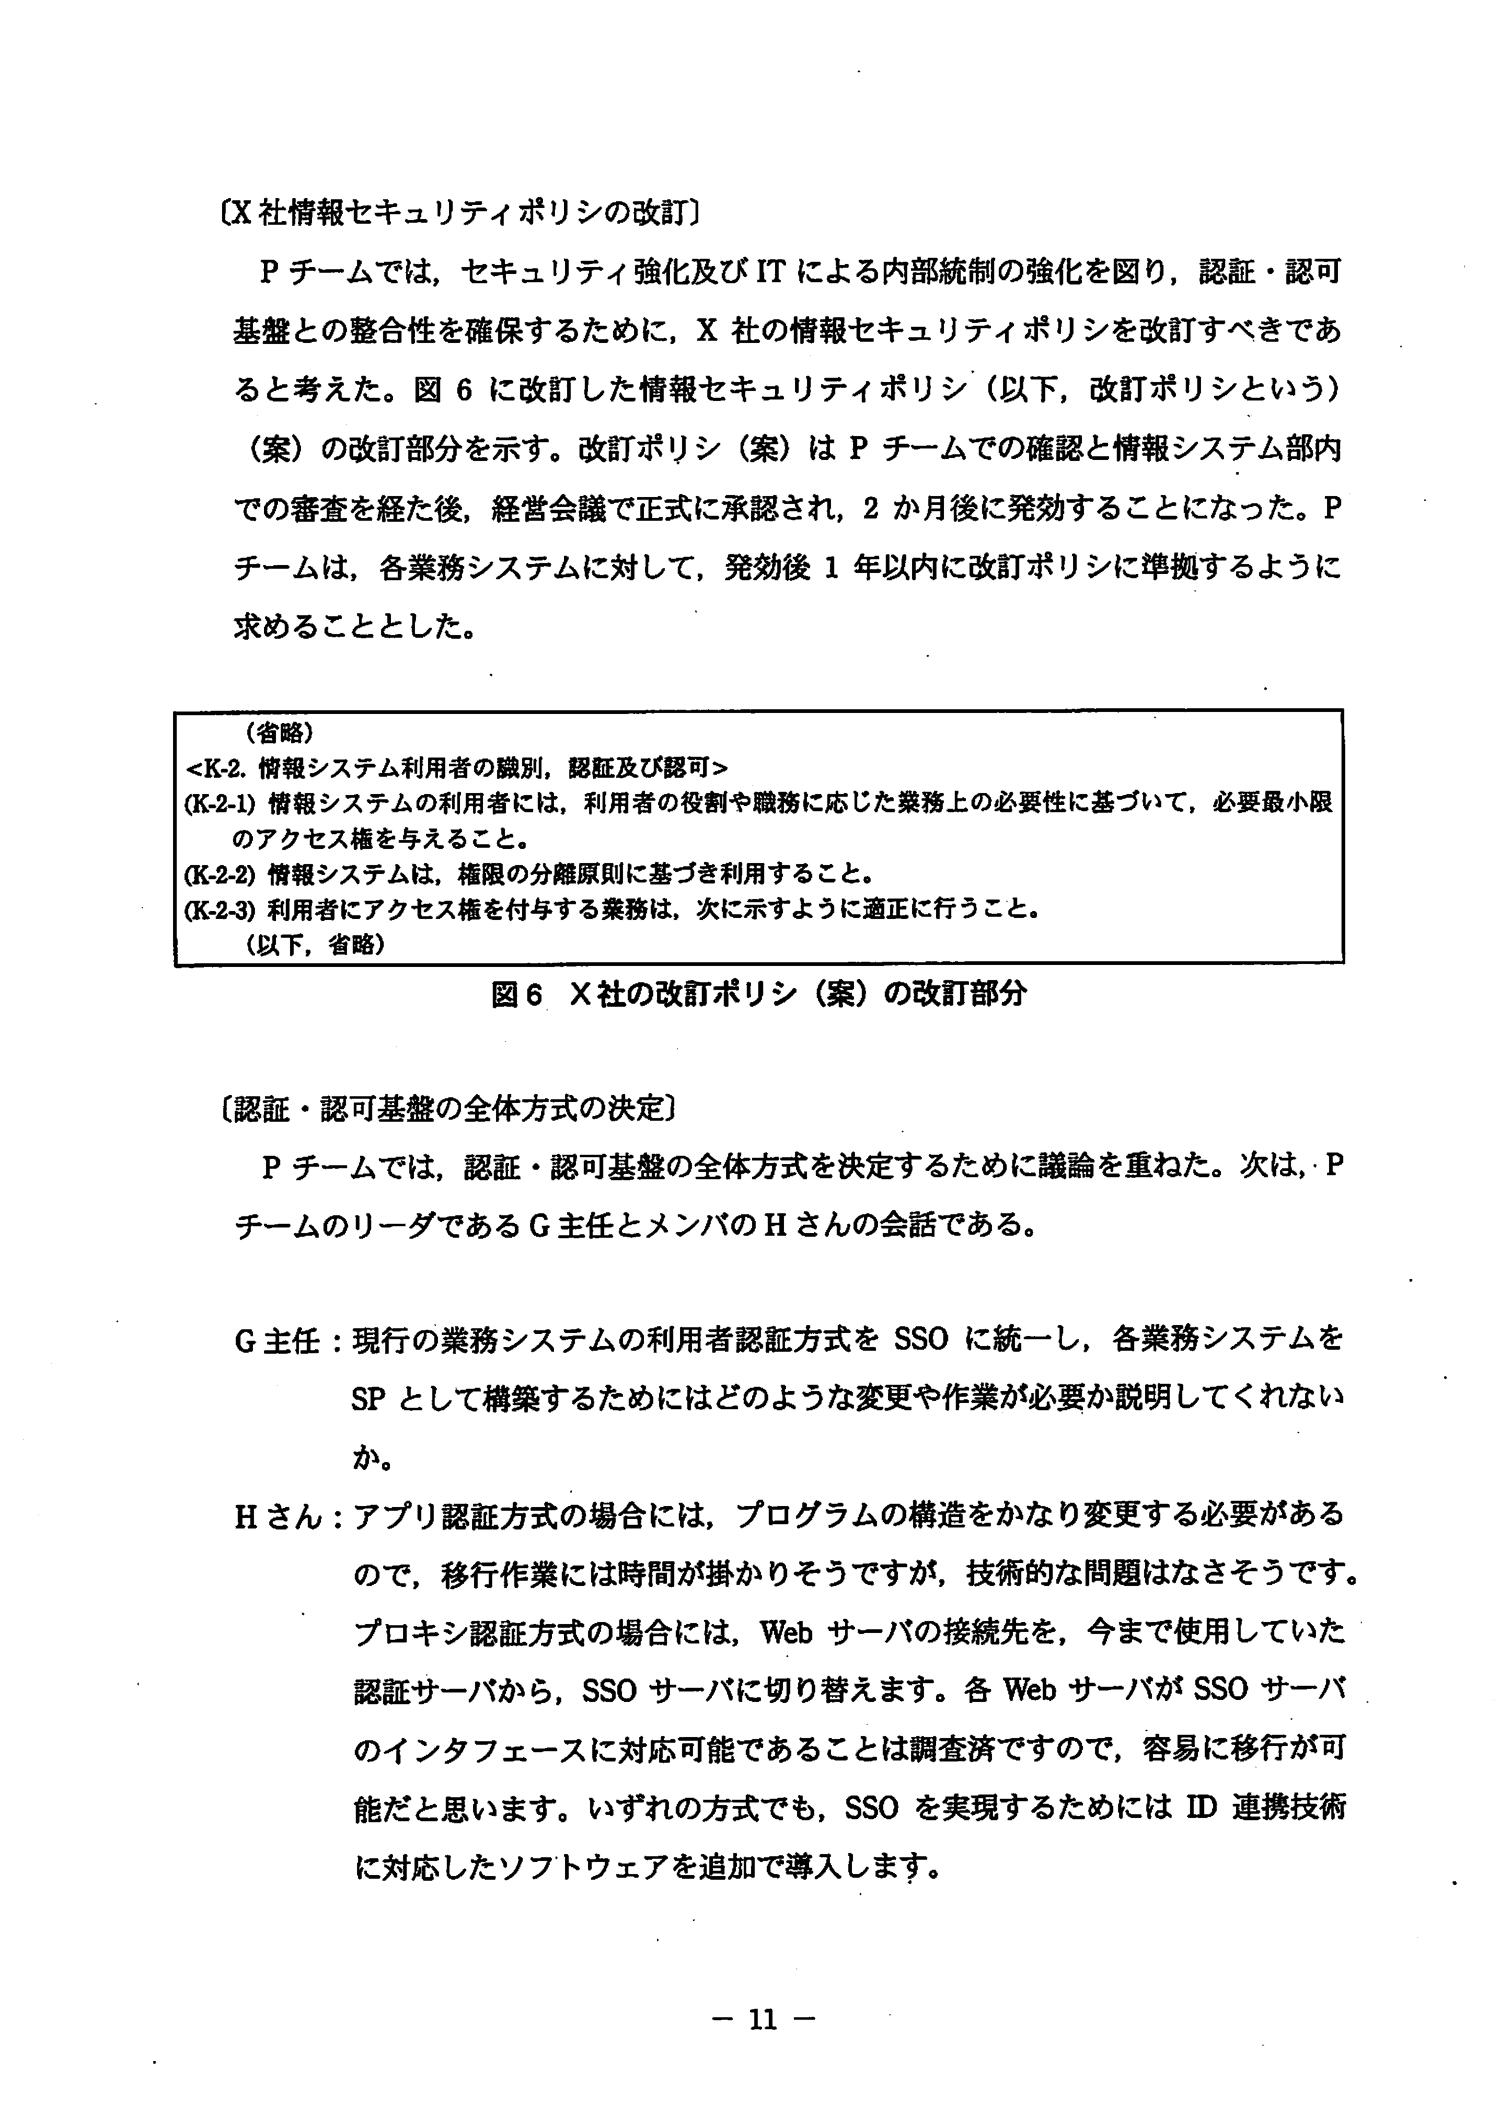 〔X 社情報セキュリティポリシの改訂〕
P チームでは，セキュリティ強化及び IT による内部統制の強化を図り，認証・認可
基盤との整合性を確保するために，X 社の情報セキュリティポリシを改訂すべきであ
ると考えた。図 6 に改訂した情報セキュリティポリシ（以下，改訂ポリシという）
（案）の改訂部分を示す。改訂ポリシ（案）は P チームでの確認と情報システム部内
での審査を経た後，経営会議で正式に承認され，2 か月後に発効することになった。P
チームは，各業務システムに対して，発効後 1 年以内に改訂ポリシに準拠するように
求めることとした。
（省略）
<K-2. 情報システム利用者の識別，認証及び認可>
(K-2-1) 情報システムの利用者には，利用者の役割や職務に応じた業務上の必要性に基づいて，必要最小限
のアクセス権を与えること。
(K-2-2) 情報システムは，権限の分離原則に基づき利用すること。
(K-2-3) 利用者にアクセス権を付与する業務は，次に示すように適正に行うこと。
（以下，省略）
図 6 X 社の改訂ポリシ（案）の改訂部分
〔認証・認可基盤の全体方式の決定〕
P チームでは，認証・認可基盤の全体方式を決定するために議論を重ねた。次は，P
チームのリーダである G 主任とメンバの H さんの会話である。
G 主任：現行の業務システムの利用者認証方式を SSO に統一し，各業務システムを
SP として構築するためにはどのような変更や作業が必要か説明してくれない
か。
H さん：アプリ認証方式の場合には，プログラムの構造をかなり変更する必要がある
ので，移行作業には時間が掛かりそうですが，技術的な問題はなさそうです。
プロキシ認証方式の場合には，Web サーバの接続先を，今まで使用していた
認証サーバから，SSO サーバに切り替えます。各 Web サーバが SSO サーバ
のインタフェースに対応可能であることは調査済ですので，容易に移行が可
能だと思います。いずれの方式でも，SSO を実現するためには ID 連携技術
に対応したソフトウェアを追加で導入します。
－ 11 －